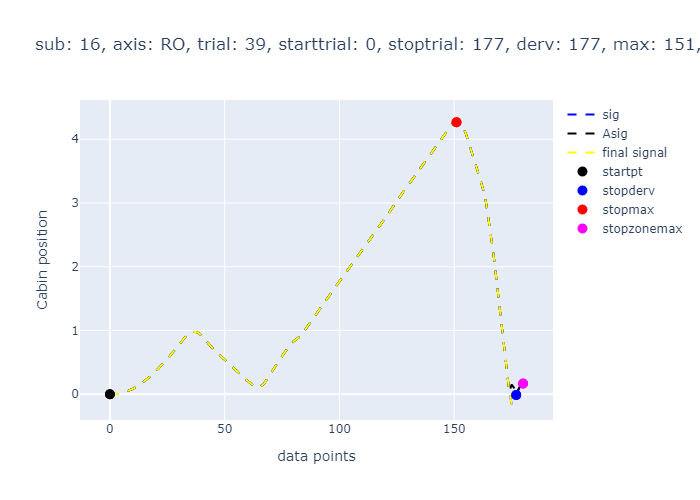 sub: 16, axis: RO, trial: 39, starttrial: 0, stoptrial: 177, derv: 177, max: 151,
sig
Asig
final signal
startpt
stopderv
stopmax
stopzonemax
4
3
2
1
0
0
50
100
150
Cabin position
data points